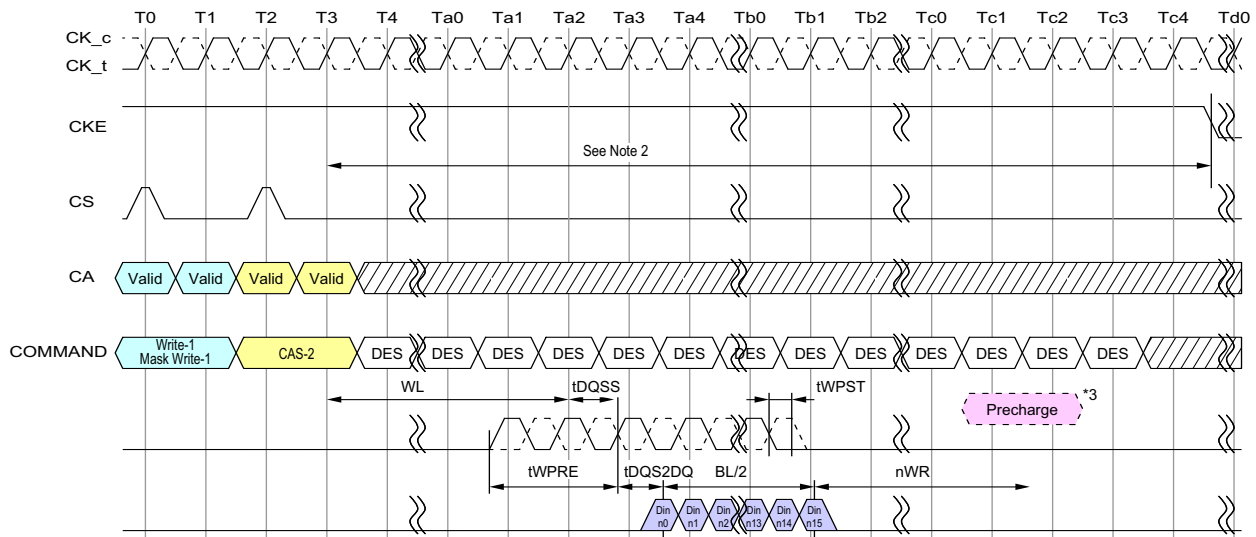 T0 T1 T2 T3 T4 Ta0 Ta1 Ta2 Ta3 Ta4 Tb0 Tb1 Tb2 Tc0 Tc1 Tc2 Tc3 Tc4 Td0
CK_c
CK_t
CKE
See Note 2
CS
CA Valid Valid Valid Valid
COMMAND Write-1
Mask Write-1 CAS-2 DES DES DES DES DES DES DES DES DES DES DES DES DES
WL tDQSS tWPST
Precharge *3
tWPRE tDQS2DQ BL/2 nWR
Din n0 Din n1 Din n2 Din n13 Din n14 Din n15